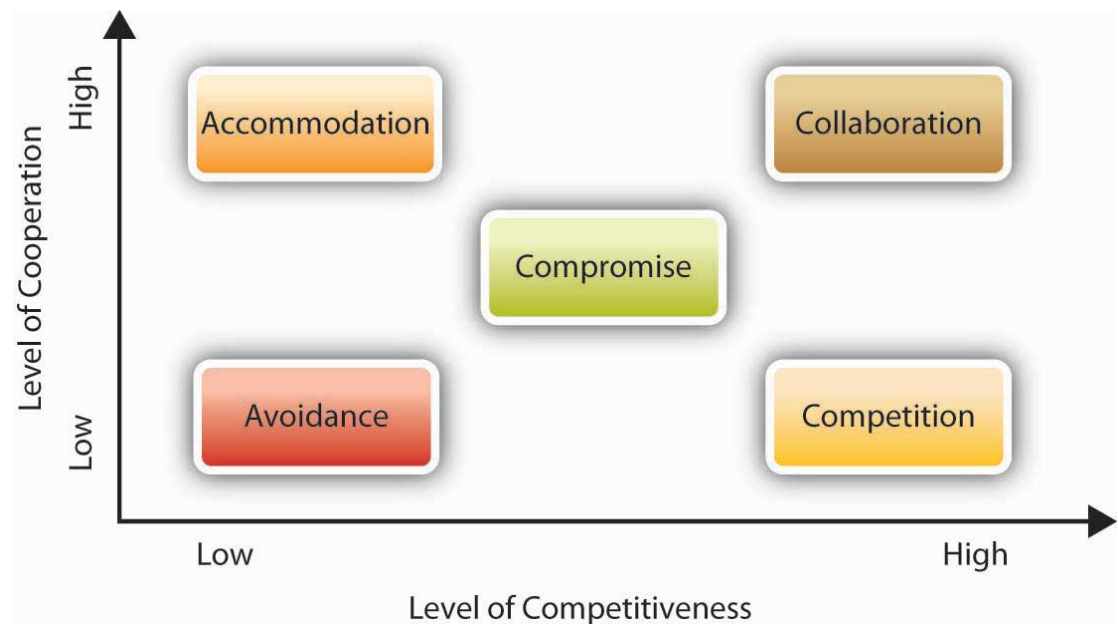 High
Accommodation
Collaboration
Level of Cooperation
Compromise
Avoidance
Competition
Low
Low
High
Level of Competitiveness